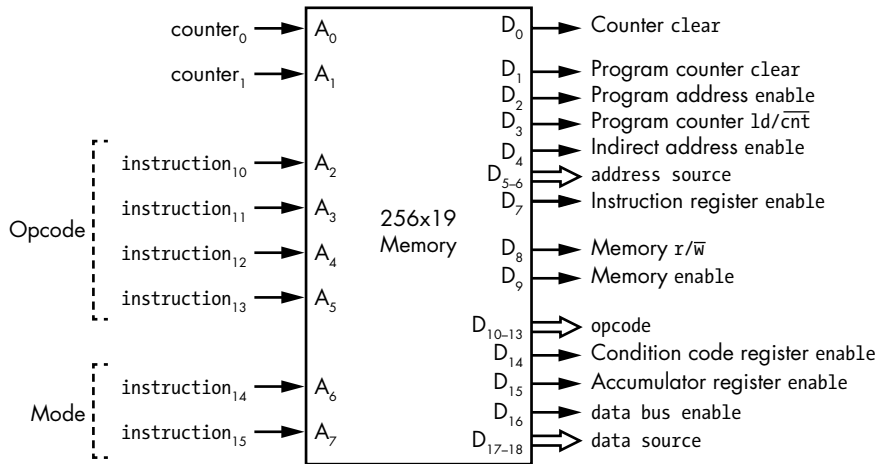 counter₀ A₀ D₀ Counter clear
counter₁ A₁ D₁ Program counter clear
D₂ Program address enable
D₃ Program counter ld/c̅n̅t̅
D₄ Indirect address enable
instruction₁₀ A₂ D₅₋₆ address source
D₇ Instruction register enable
instruction₁₁ A₃
Opcode 256x19
Memory
instruction₁₂ A₄ D₈ Memory r/w̅
D₉ Memory enable
instruction₁₃ A₅
D₁₀₋₁₃ opcode
D₁₄ Condition code register enable
instruction₁₄ A₆ D₁₅ Accumulator register enable
Mode D₁₆ data bus enable
instruction₁₅ A₇ D₁₇₋₁₈ data source